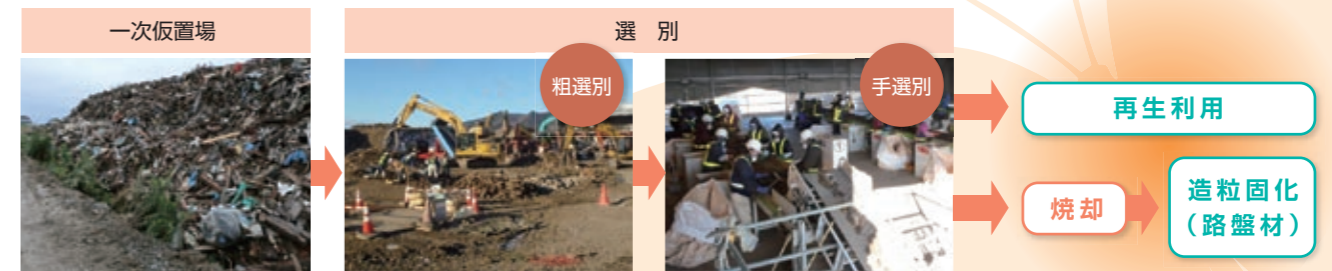 一次仮置場
選 別
粗選別
手選別
再生利用
焼却
造粒固化
(路盤材)